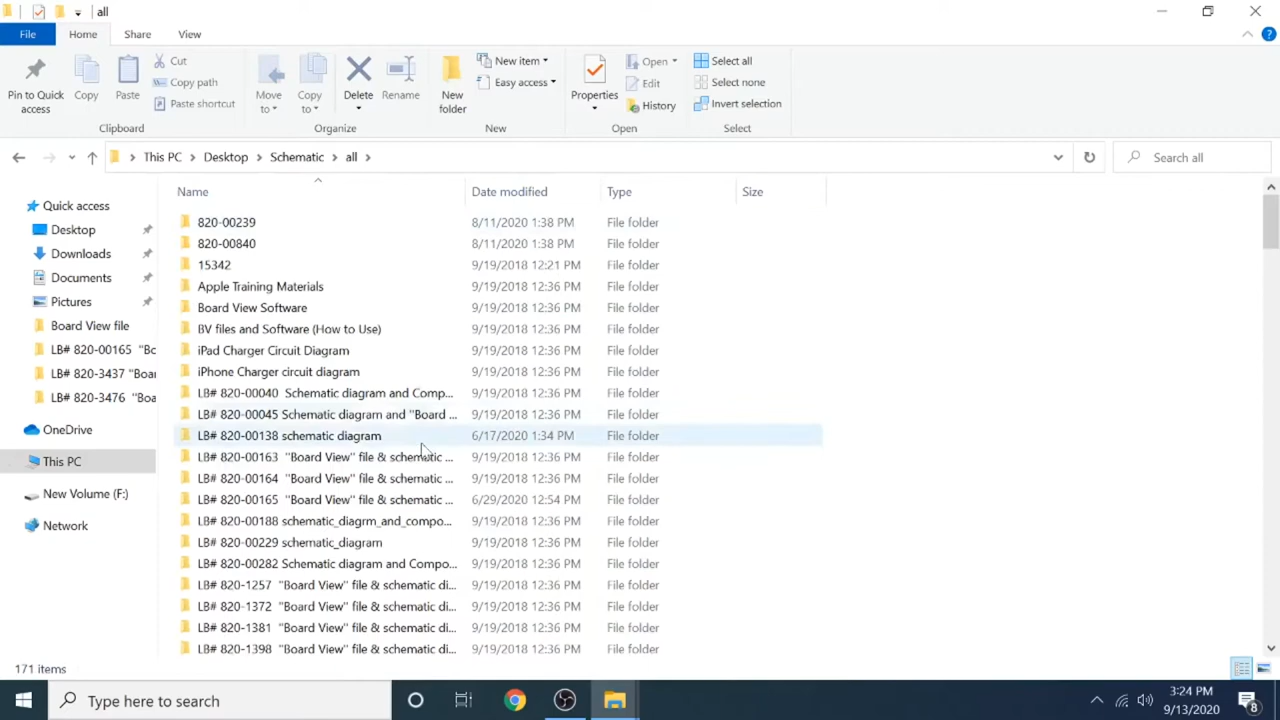 all
File Home Share View
Pin to Quick access
Copy
Paste
Cut
Copy path
Paste shortcut
Clipboard
Move to
Copy to
Delete
Rename
Organize
New folder
New item
Easy access
New
Properties
Open
Edit
History
Open
Select all
Select none
Invert selection
Select
This PC > Desktop > Schematic > all >
Search all
Quick access
Desktop
Downloads
Documents
Pictures
Board View file
LB# 820-00165 "Bo
LB# 820-3437 "Boar
LB# 820-3476 "Boa
OneDrive
This PC
New Volume (F:)
Network
Name Date modified Type Size
820-00239 8/11/2020 1:38 PM File folder
820-00840 8/11/2020 1:38 PM File folder
15342 9/19/2018 12:21 PM File folder
Apple Training Materials 9/19/2018 12:36 PM File folder
Board View Software 9/19/2018 12:36 PM File folder
BV files and Software (How to Use) 9/19/2018 12:36 PM File folder
iPad Charger Circuit Diagram 9/19/2018 12:36 PM File folder
iPhone Charger circuit diagram 9/19/2018 12:36 PM File folder
LB# 820-00040 Schematic diagram and Comp... 9/19/2018 12:36 PM File folder
LB# 820-00045 Schematic diagram and "Board ... 9/19/2018 12:36 PM File folder
LB# 820-00138 schematic diagram 6/17/2020 1:34 PM File folder
LB# 820-00163 "Board View" file & schematic ... 9/19/2018 12:36 PM File folder
LB# 820-00164 "Board View" file & schematic ... 9/19/2018 12:36 PM File folder
LB# 820-00165 "Board View" file & schematic ... 6/29/2020 12:54 PM File folder
LB# 820-00188 schematic_diagrm_and_compo... 9/19/2018 12:36 PM File folder
LB# 820-00229 schematic_diagram 9/19/2018 12:36 PM File folder
LB# 820-00282 Schematic diagram and Compo... 9/19/2018 12:36 PM File folder
LB# 820-1257 "Board View" file & schematic di... 9/19/2018 12:36 PM File folder
LB# 820-1372 "Board View" file & schematic di... 9/19/2018 12:36 PM File folder
LB# 820-1381 "Board View" file & schematic di... 9/19/2018 12:36 PM File folder
LB# 820-1398 "Board View" file & schematic di... 9/19/2018 12:36 PM File folder
171 items
Type here to search
3:24 PM
9/13/2020
8